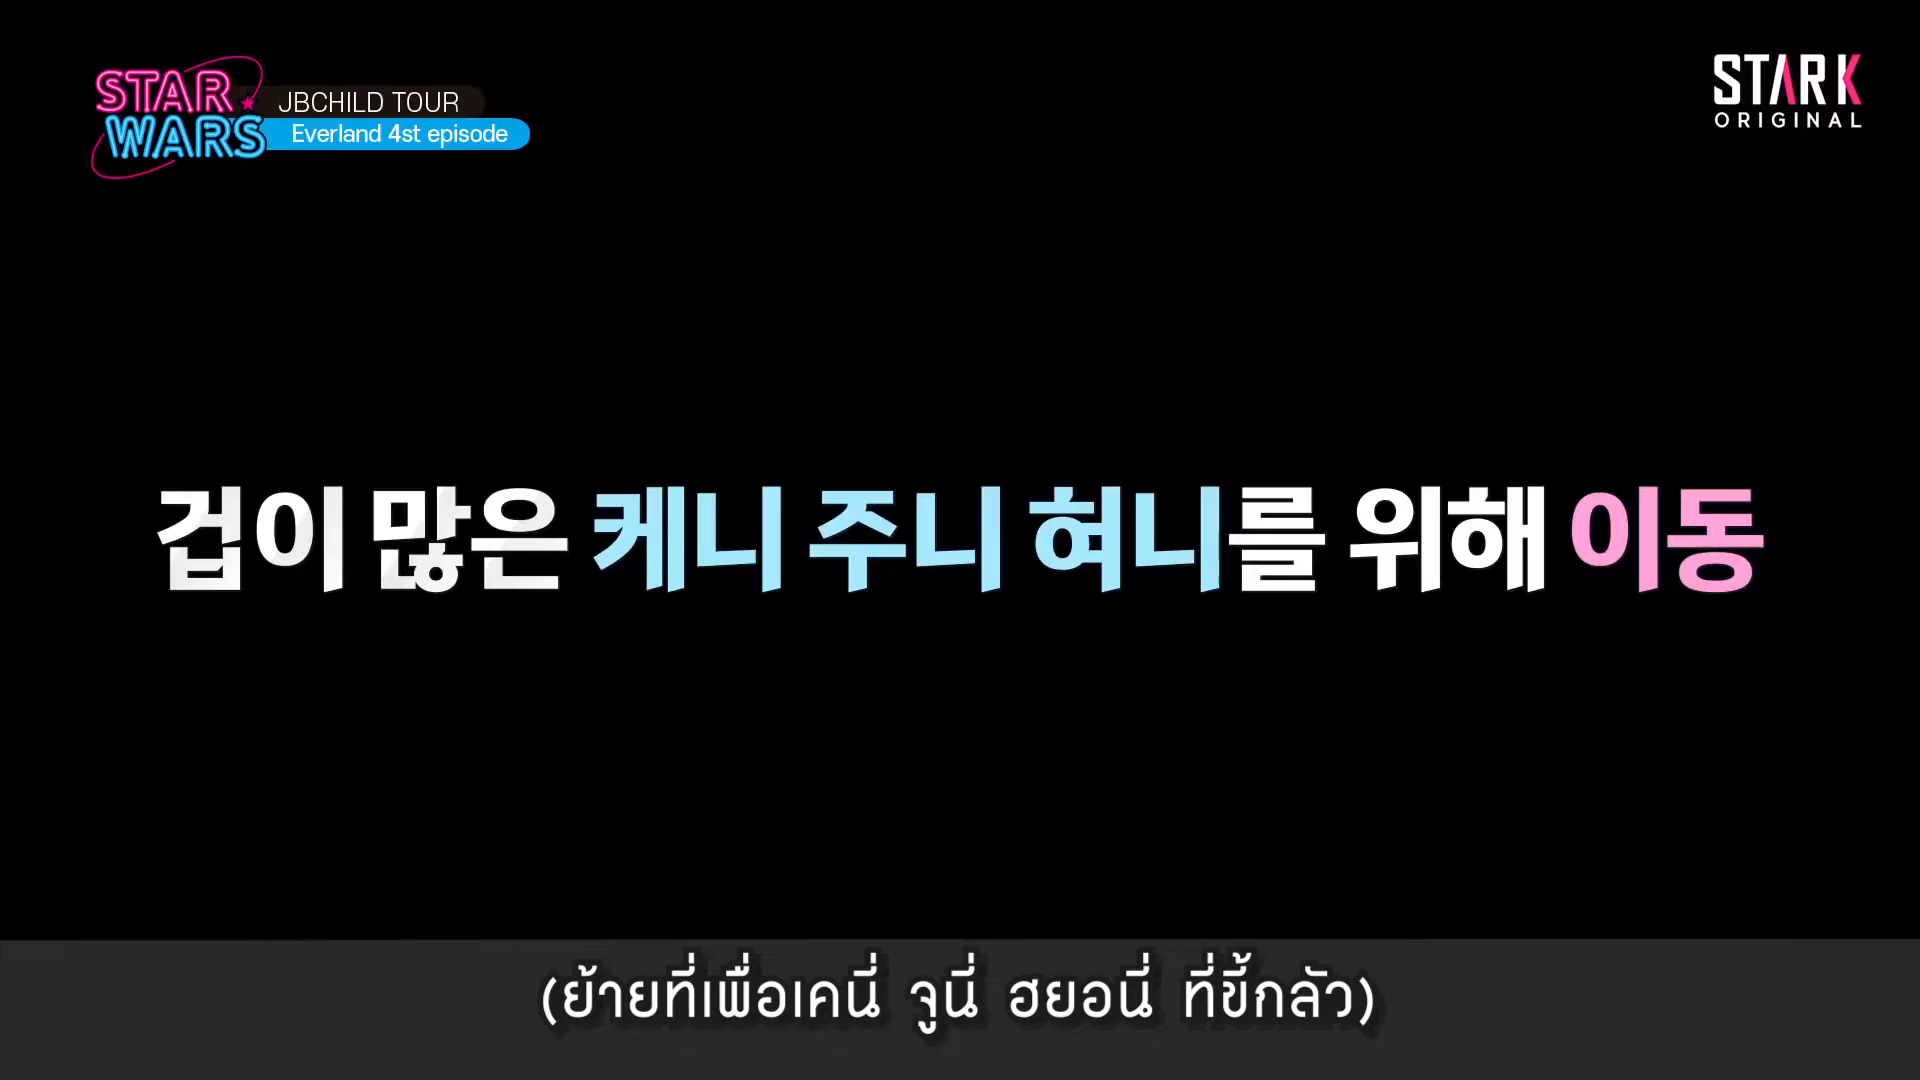 STAR
WARS
JBCHILD TOUR
Everland 4st episode
STARK
ORIGINAL
겁이 많은 케니 주니 혀니를 위해 이동
(ย้ายที่เพื่อเคนี่ จูนี่ ฮยอนี่ ที่ขี้กลัว)